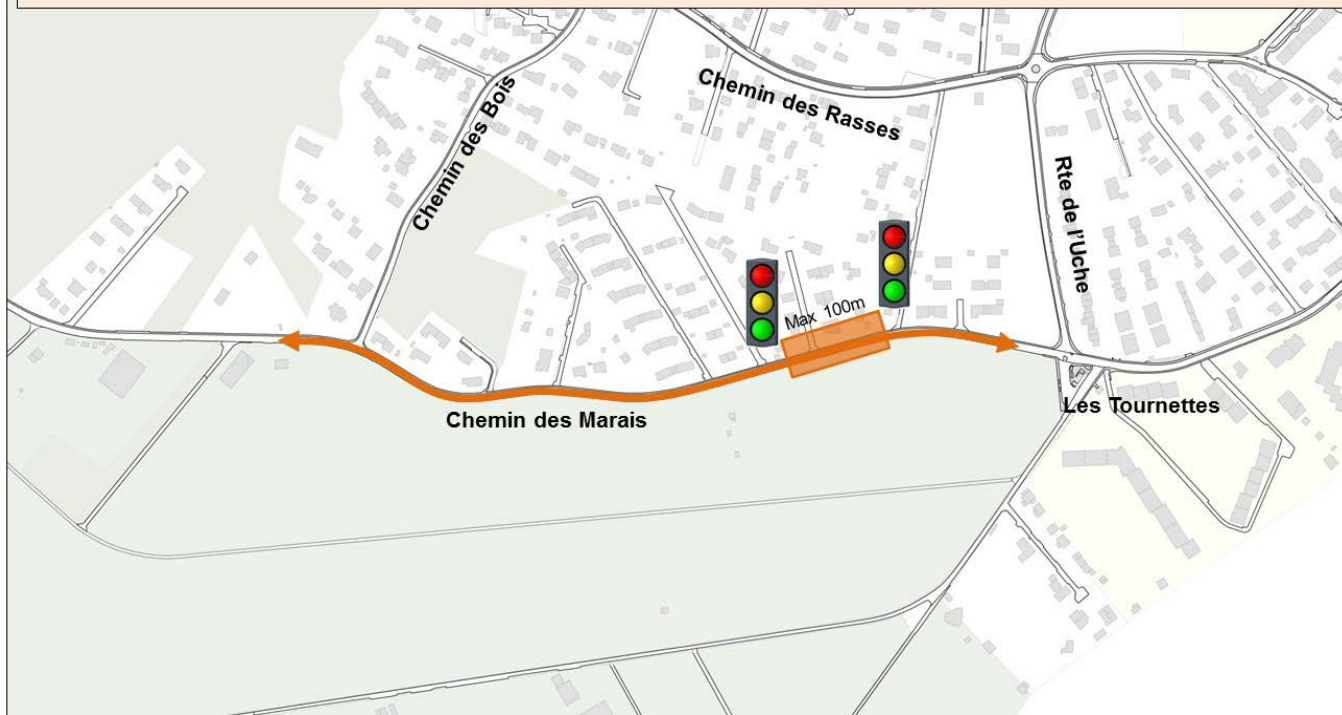 Chemin des Bois
Chemin des Rasses
Rte de l'Uche
Max 100m
Chemin des Marais
Les Tournettes